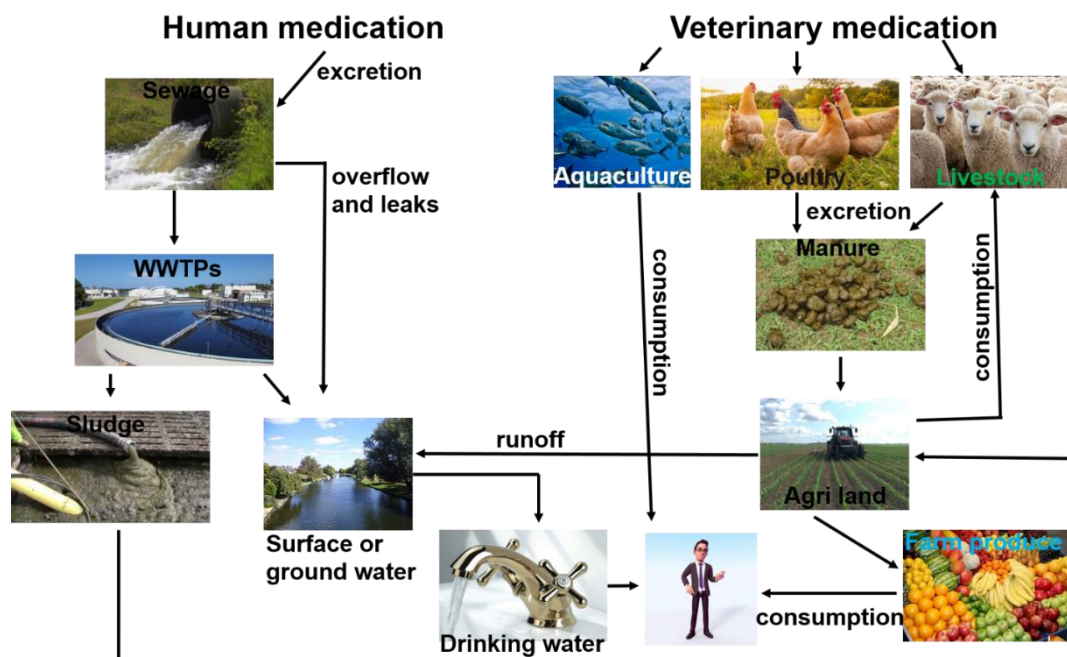 Human medication
Veterinary medication
excretion
Sewage
overflow
and leaks
WWTPs
Sludge
Surface or
ground water
Drinking water
Aquaculture
Poultry
Livestock
excretion
Manure
consumption
consumption
runoff
Agri land
Farm produce
consumption